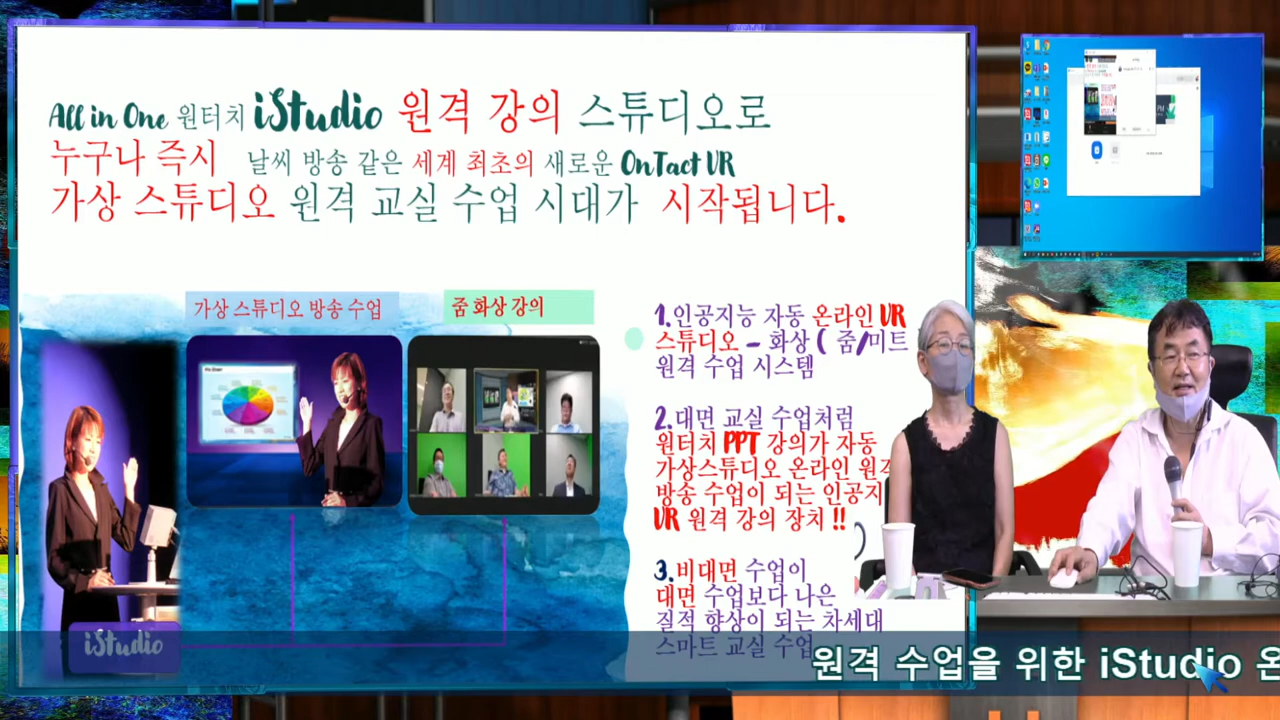 All in One 원터치 iStudio 원격 강의 스튜디오로
누구나 즉시 날씨 방송 같은 세계 최초의 새로운 OnTact VR
가상 스튜디오 원격 교실 수업 시대가 시작됩니다.
가상 스튜디오 방송 수업
줌 화상 강의
1.인공지능 자동 온라인 VR
스튜디오 - 화상 ( 줌/미트
원격 수업 시스템
2.대면 교실 수업처럼
원터치 PPT 강의가 자동
가상스튜디오 온라인 원격
방송 수업이 되는 인공지
VR 원격 강의 장치 !!
3.비대면 수업이
대면 수업보다 나은
질적 향상이 되는 차세대
스마트 교실 수업
iStudio
원격 수업을 위한 iStudio 온